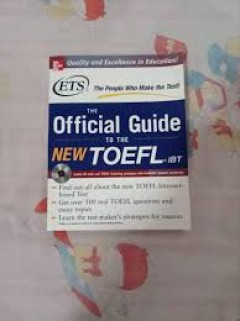 Quality and Excellence in Education!
ETS The People Who Make the Test!
THE
Official Guide
TO THE
NEW TOEFL iBT
Find out all about the new TOEFL Internet-
based Test
Get over 300 real TOEFL questions and
essay topics
Learn the test-maker's strategies for success